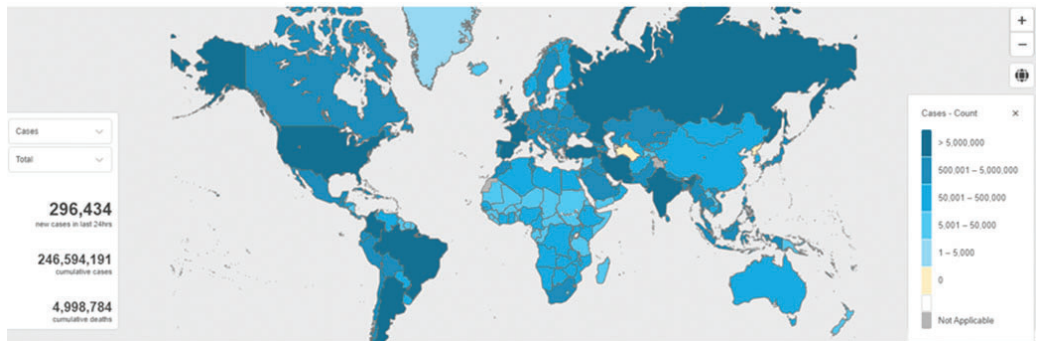 Cases
Total
296,434
new cases in last 24hrs
246,594,191
cumulative cases
4,998,784
cumulative deaths
+
−
Cases - Count ×
> 5,000,000
500,001 – 5,000,000
50,001 – 500,000
5,001 – 50,000
1 – 5,000
0
Not Applicable